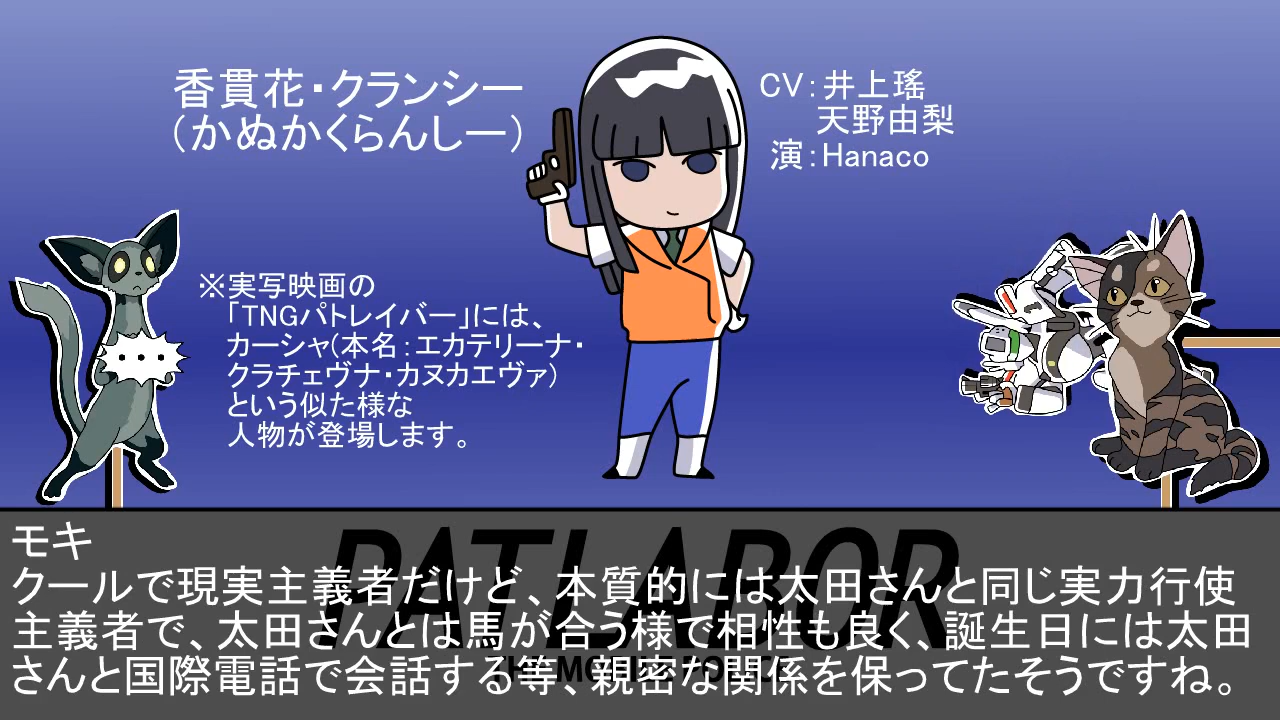 香貫花・クランシー
（かぬかくらんしー）
CV：井上瑤
天野由梨
演：Hanaco
※実写映画の
「TNGパトレイバー」には、
カーシャ（本名：エカテリーナ・
クラチェヴナ・カヌカエヴァ）
という似た様な
人物が登場します。
・・・
PATLABOR
THE MOBILE POLICE
モキ
クールで現実主義者だけど、本質的には太田さんと同じ実力行使
主義者で、太田さんとは馬が合う様で相性も良く、誕生日には太田
さんと国際電話で会話する等、親密な関係を保ってたそうですね。